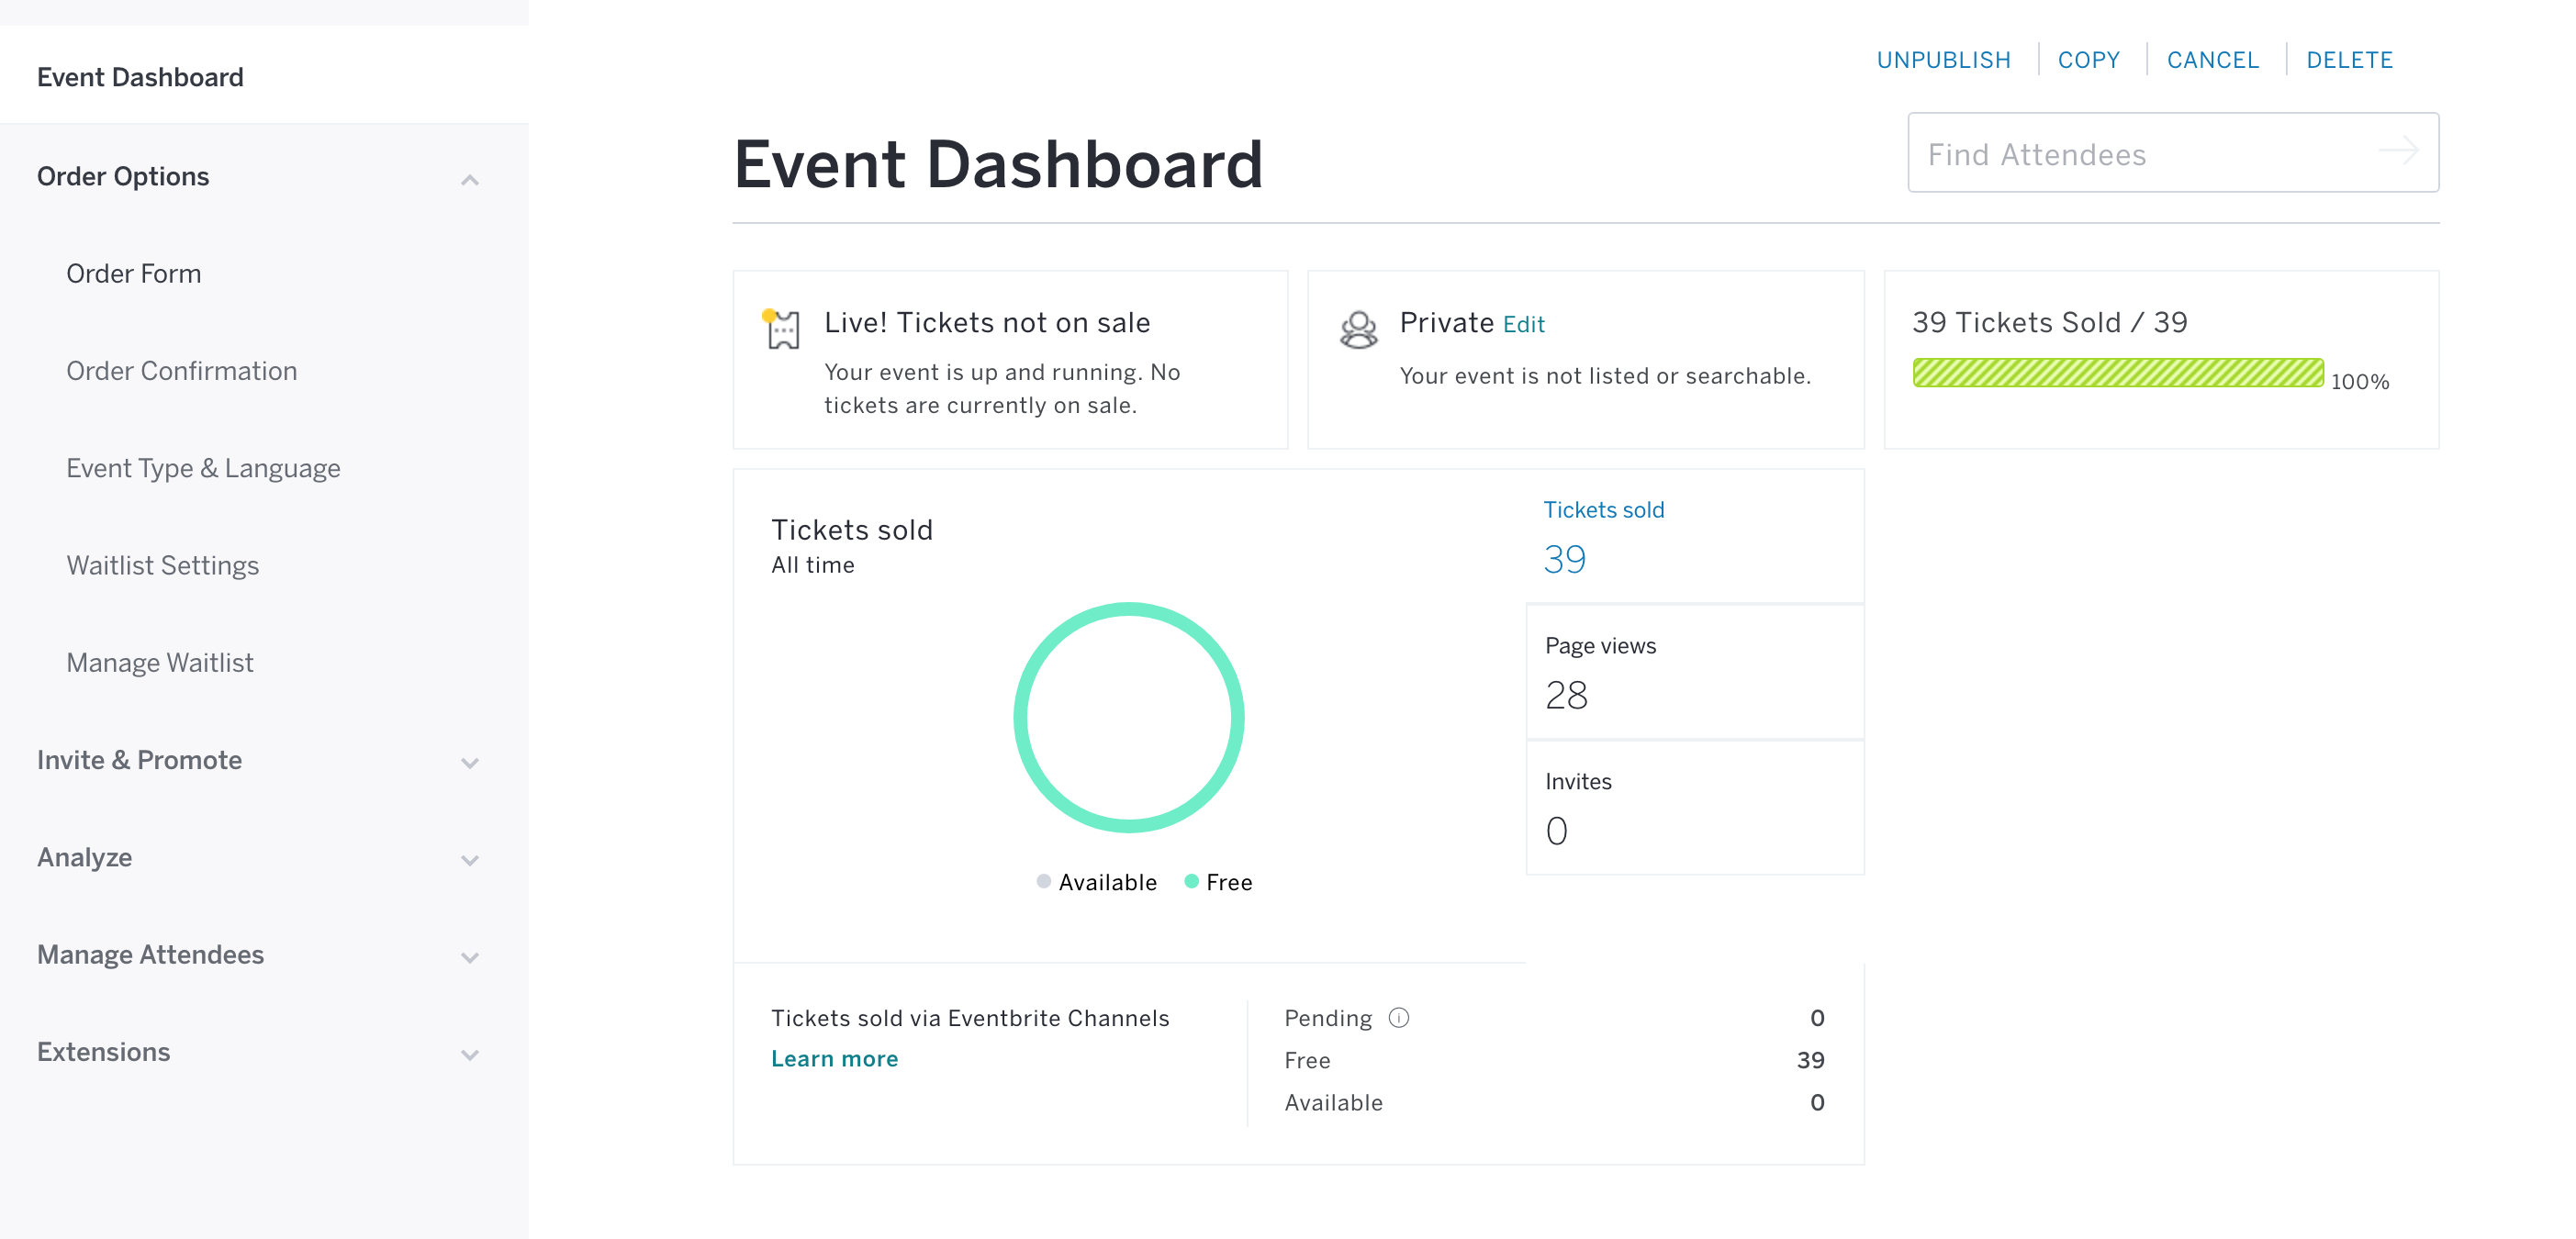 Event Dashboard
Order Options
Order Form
Order Confirmation
Event Type & Language
Waitlist Settings
Manage Waitlist
Invite & Promote
Analyze
Manage Attendees
Extensions
UNPUBLISH
COPY
CANCEL
DELETE
Event Dashboard
Find Attendees
Live! Tickets not on sale
Your event is up and running. No
tickets are currently on sale.
Private Edit
Your event is not listed or searchable.
39 Tickets Sold / 39
100%
Tickets sold
All time
Available
Free
Tickets sold
39
Page views
28
Invites
0
Tickets sold via Eventbrite Channels
Learn more
Pending 0
Free 39
Available 0